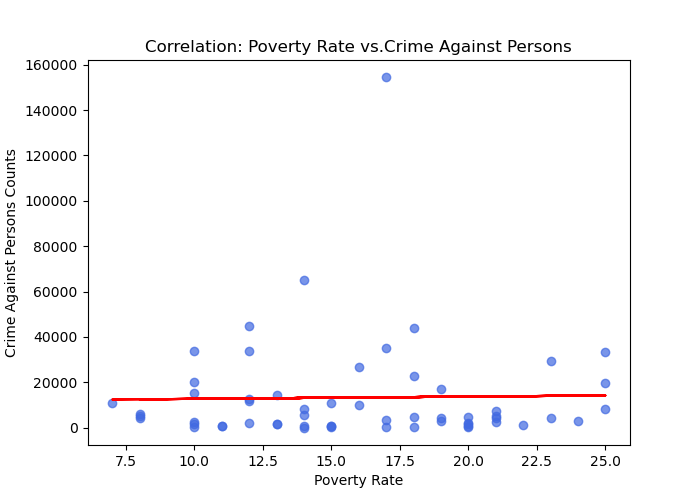 Correlation: Poverty Rate vs.Crime Against Persons
160000
140000
120000
100000
80000
60000
40000
20000
0
Crime Against Persons Counts
7.5 10.0 12.5 15.0 17.5 20.0 22.5 25.0
Poverty Rate